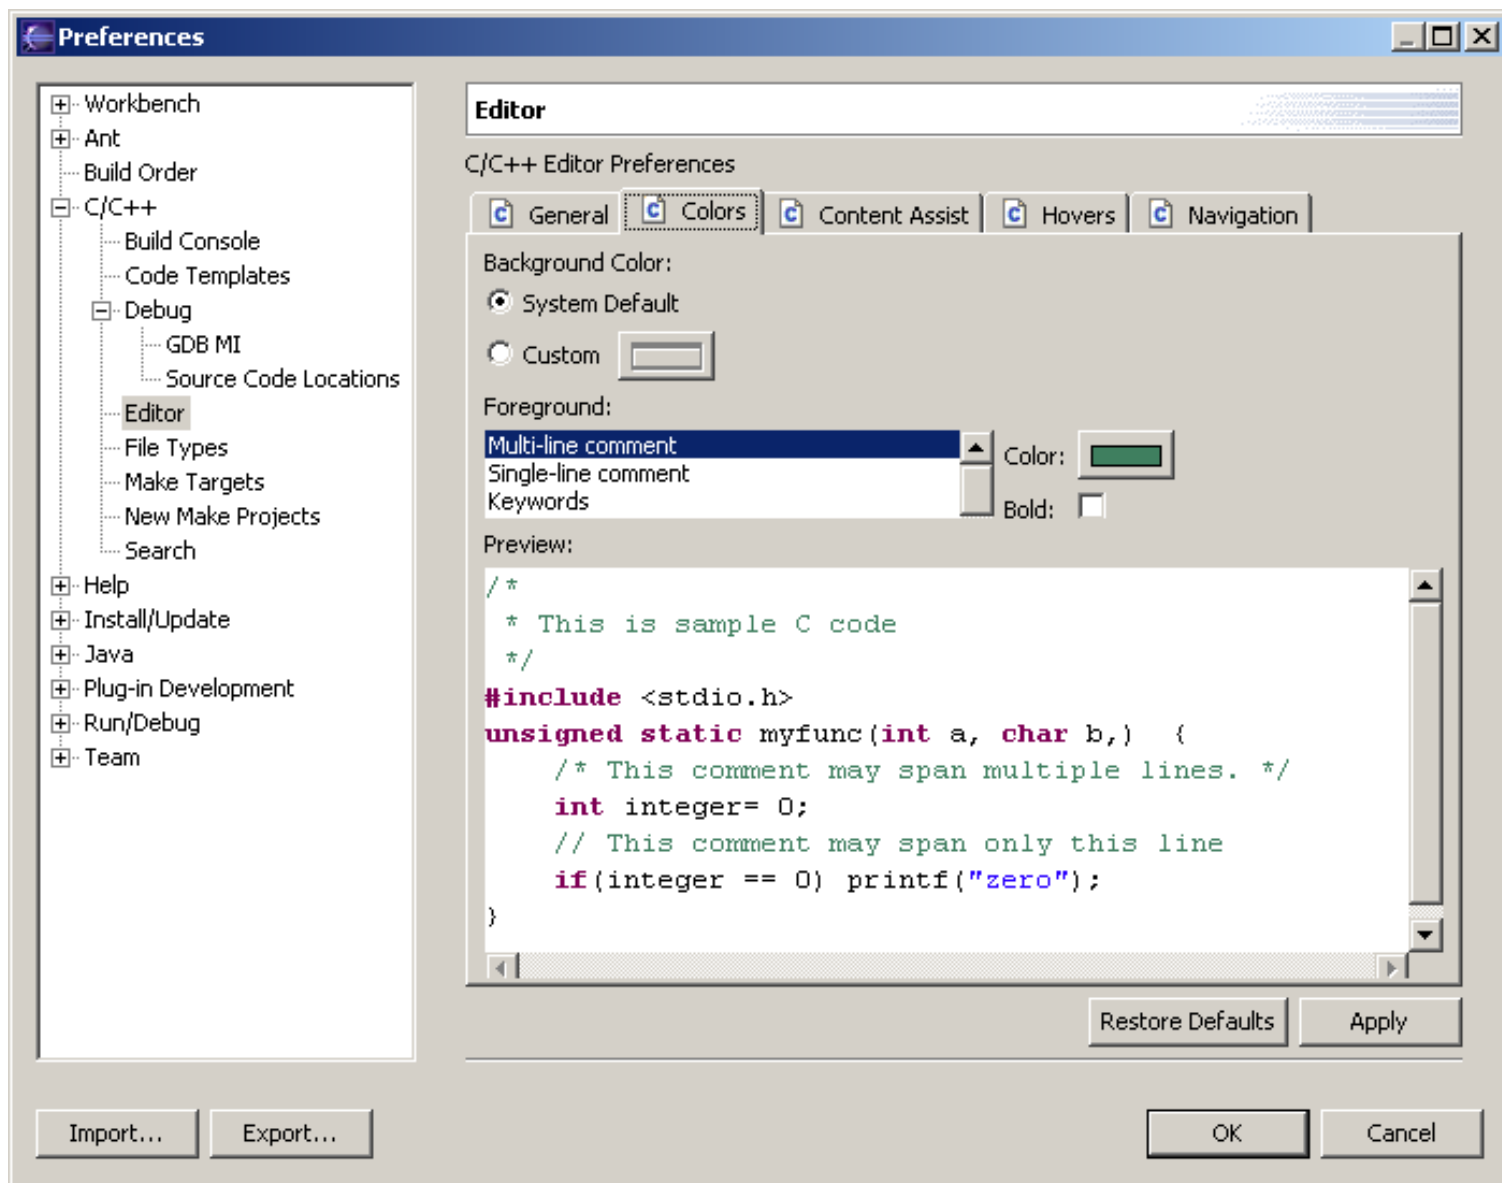 Preferences
Workbench
Ant
Build Order
C/C++
Build Console
Code Templates
Debug
GDB MI
Source Code Locations
Editor
File Types
Make Targets
New Make Projects
Search
Help
Install/Update
Java
Plug-in Development
Run/Debug
Team
Editor
C/C++ Editor Preferences
General Colors Content Assist Hovers Navigation
Background Color:
System Default
Custom
Foreground:
Multi-line comment
Single-line comment
Keywords
Color:
Bold:
Preview:
/*
 * This is sample C code
 */
#include <stdio.h>
unsigned static myfunc(int a, char b,)  {
    /* This comment may span multiple lines. */
    int integer= 0;
    // This comment may span only this line
    if(integer == 0) printf("zero");
}
Restore Defaults Apply
Import... Export... OK Cancel